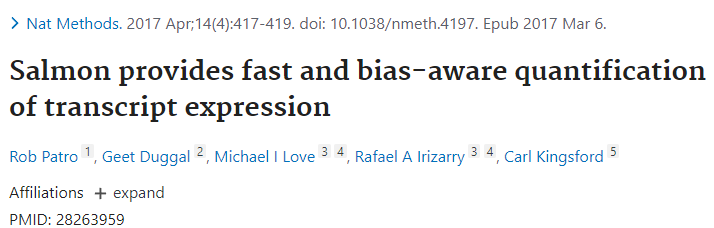 > Nat Methods. 2017 Apr;14(4):417-419. doi: 10.1038/nmeth.4197. Epub 2017 Mar 6.
Salmon provides fast and bias-aware quantification
of transcript expression
Rob Patro 1, Geet Duggal 2, Michael I Love 3 4, Rafael A Irizarry 3 4, Carl Kingsford 5
Affiliations + expand
PMID: 28263959